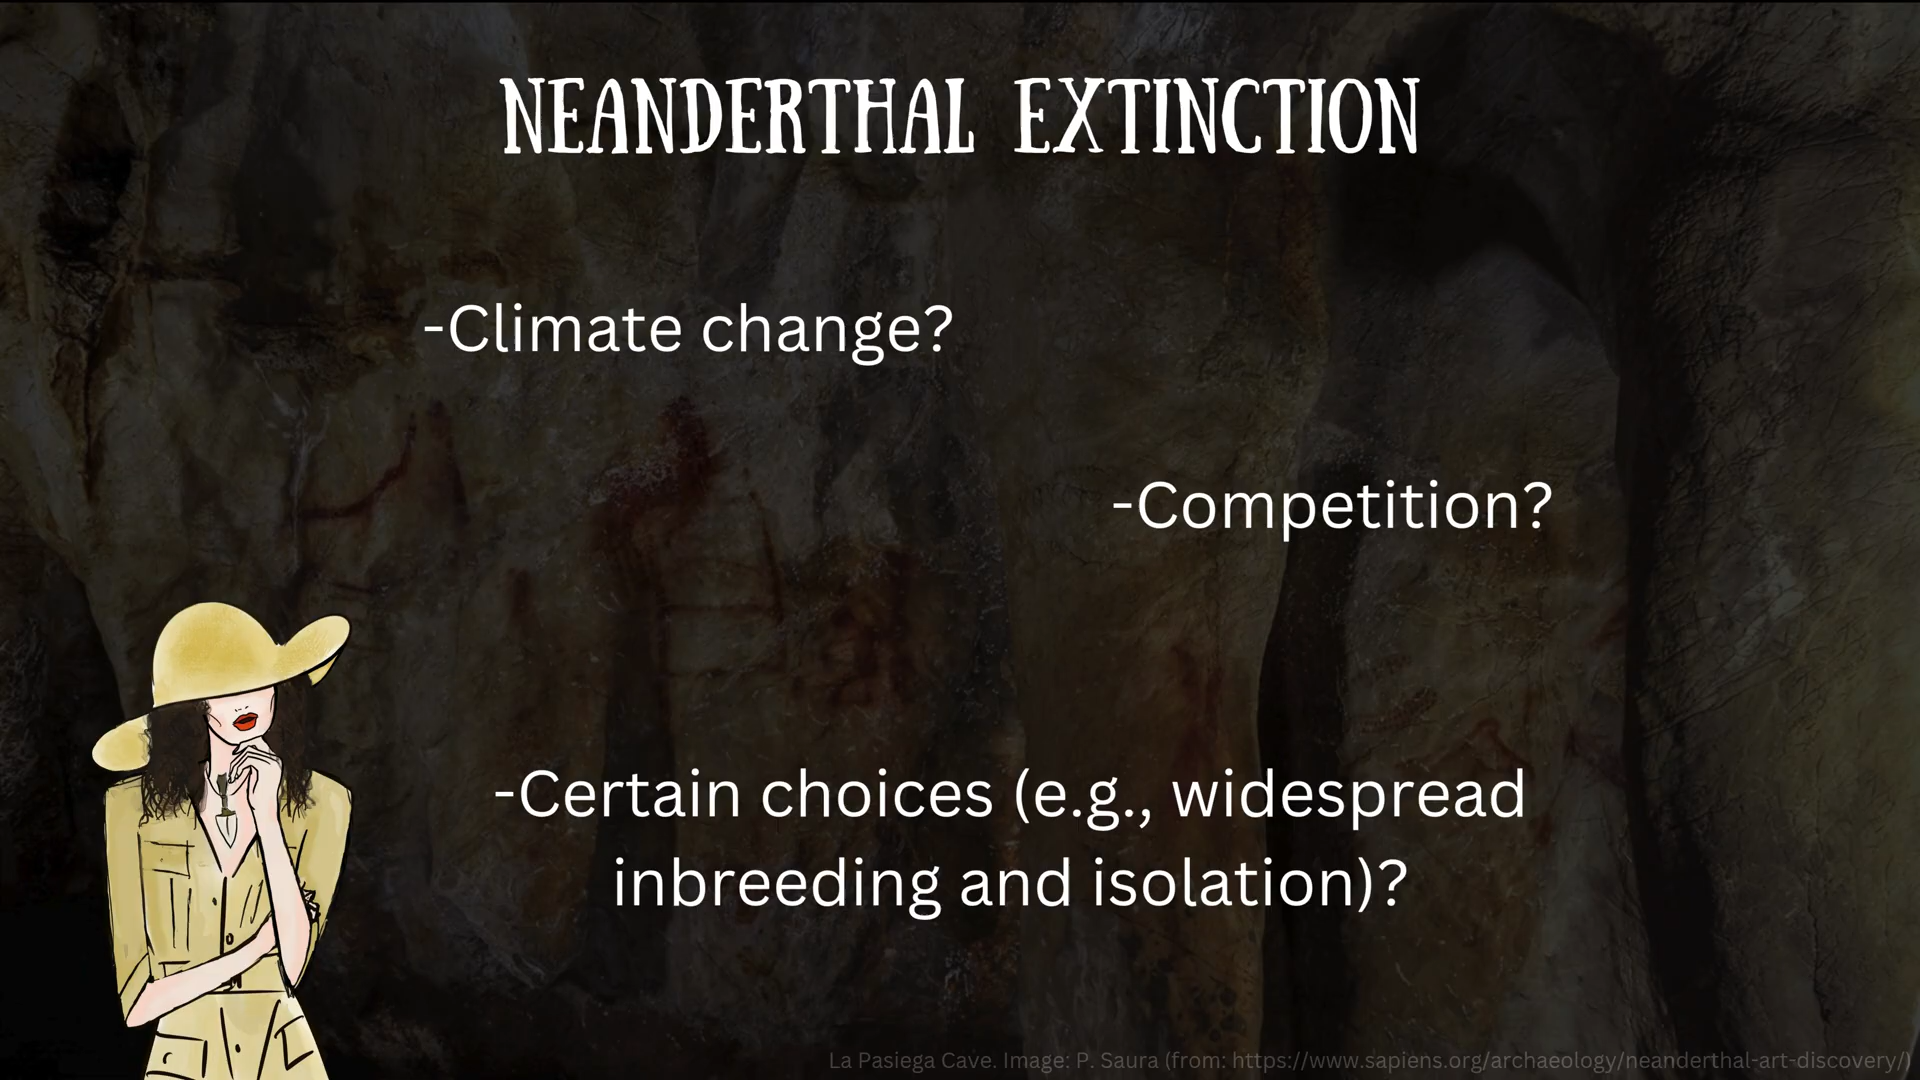 NEANDERTHAL EXTINCTION
-Climate change?
-Competition?
-Certain choices (e.g., widespread
inbreeding and isolation)?
La Pasiega Cave. Image: P. Saura (from: https://www.sapiens.org/archaeology/neanderthal-art-discovery/)